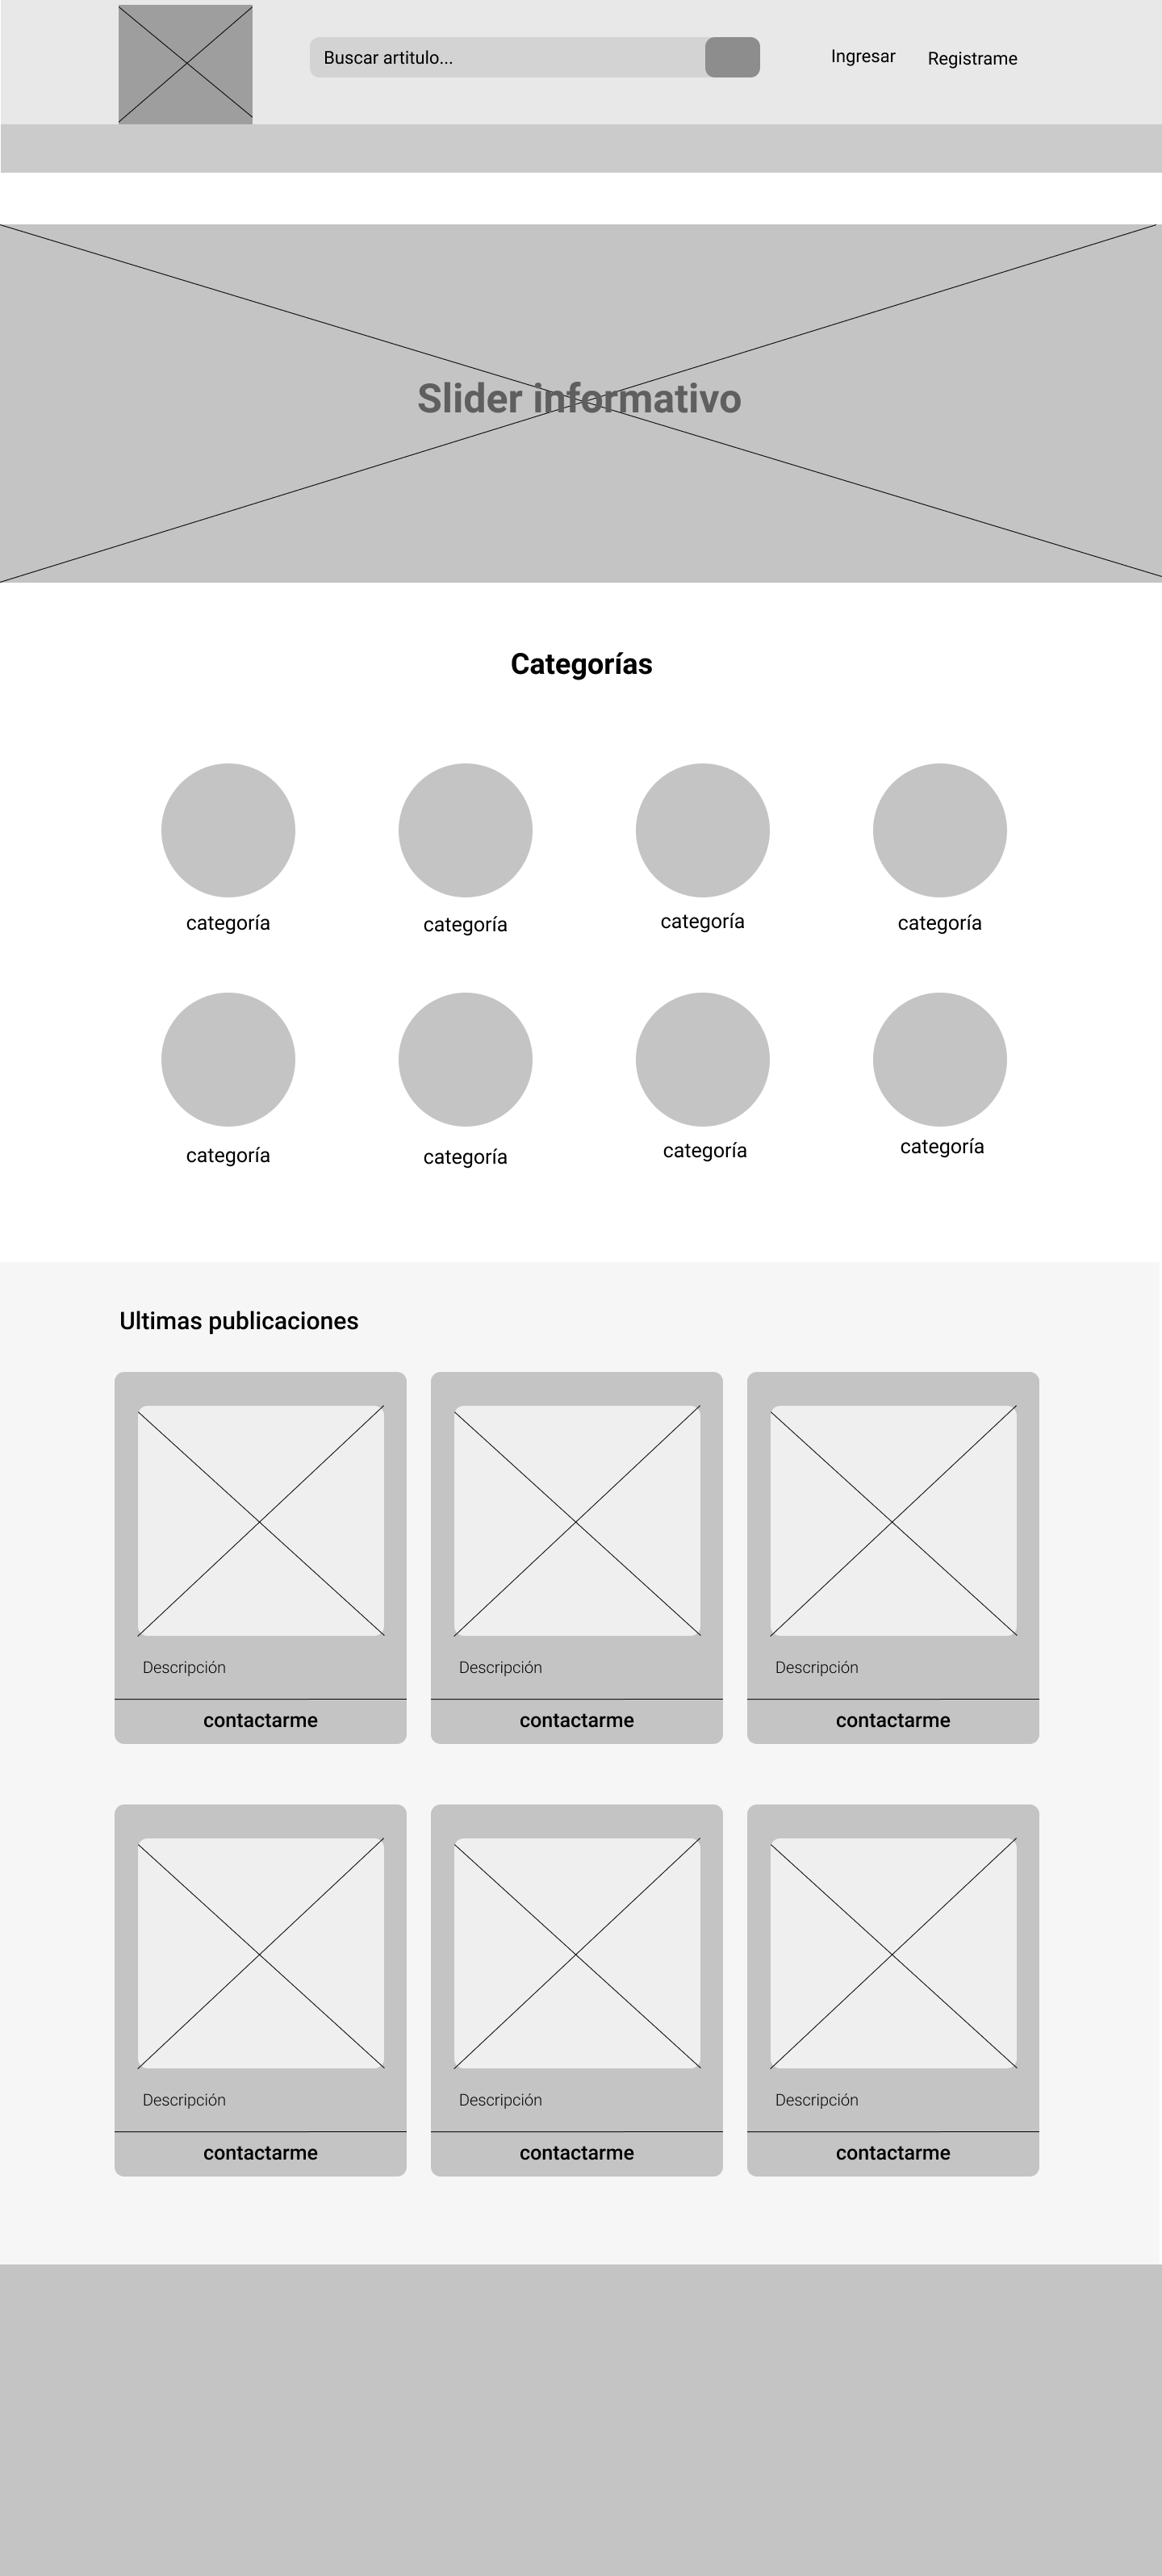 Buscar artitulo...
Ingresar
Registrame
Slider informativo
Categorías
categoría
categoría
categoría
categoría
categoría
categoría
categoría
categoría
Ultimas publicaciones
Descripción
Descripción
Descripción
contactarme
contactarme
contactarme
Descripción
Descripción
Descripción
contactarme
contactarme
contactarme